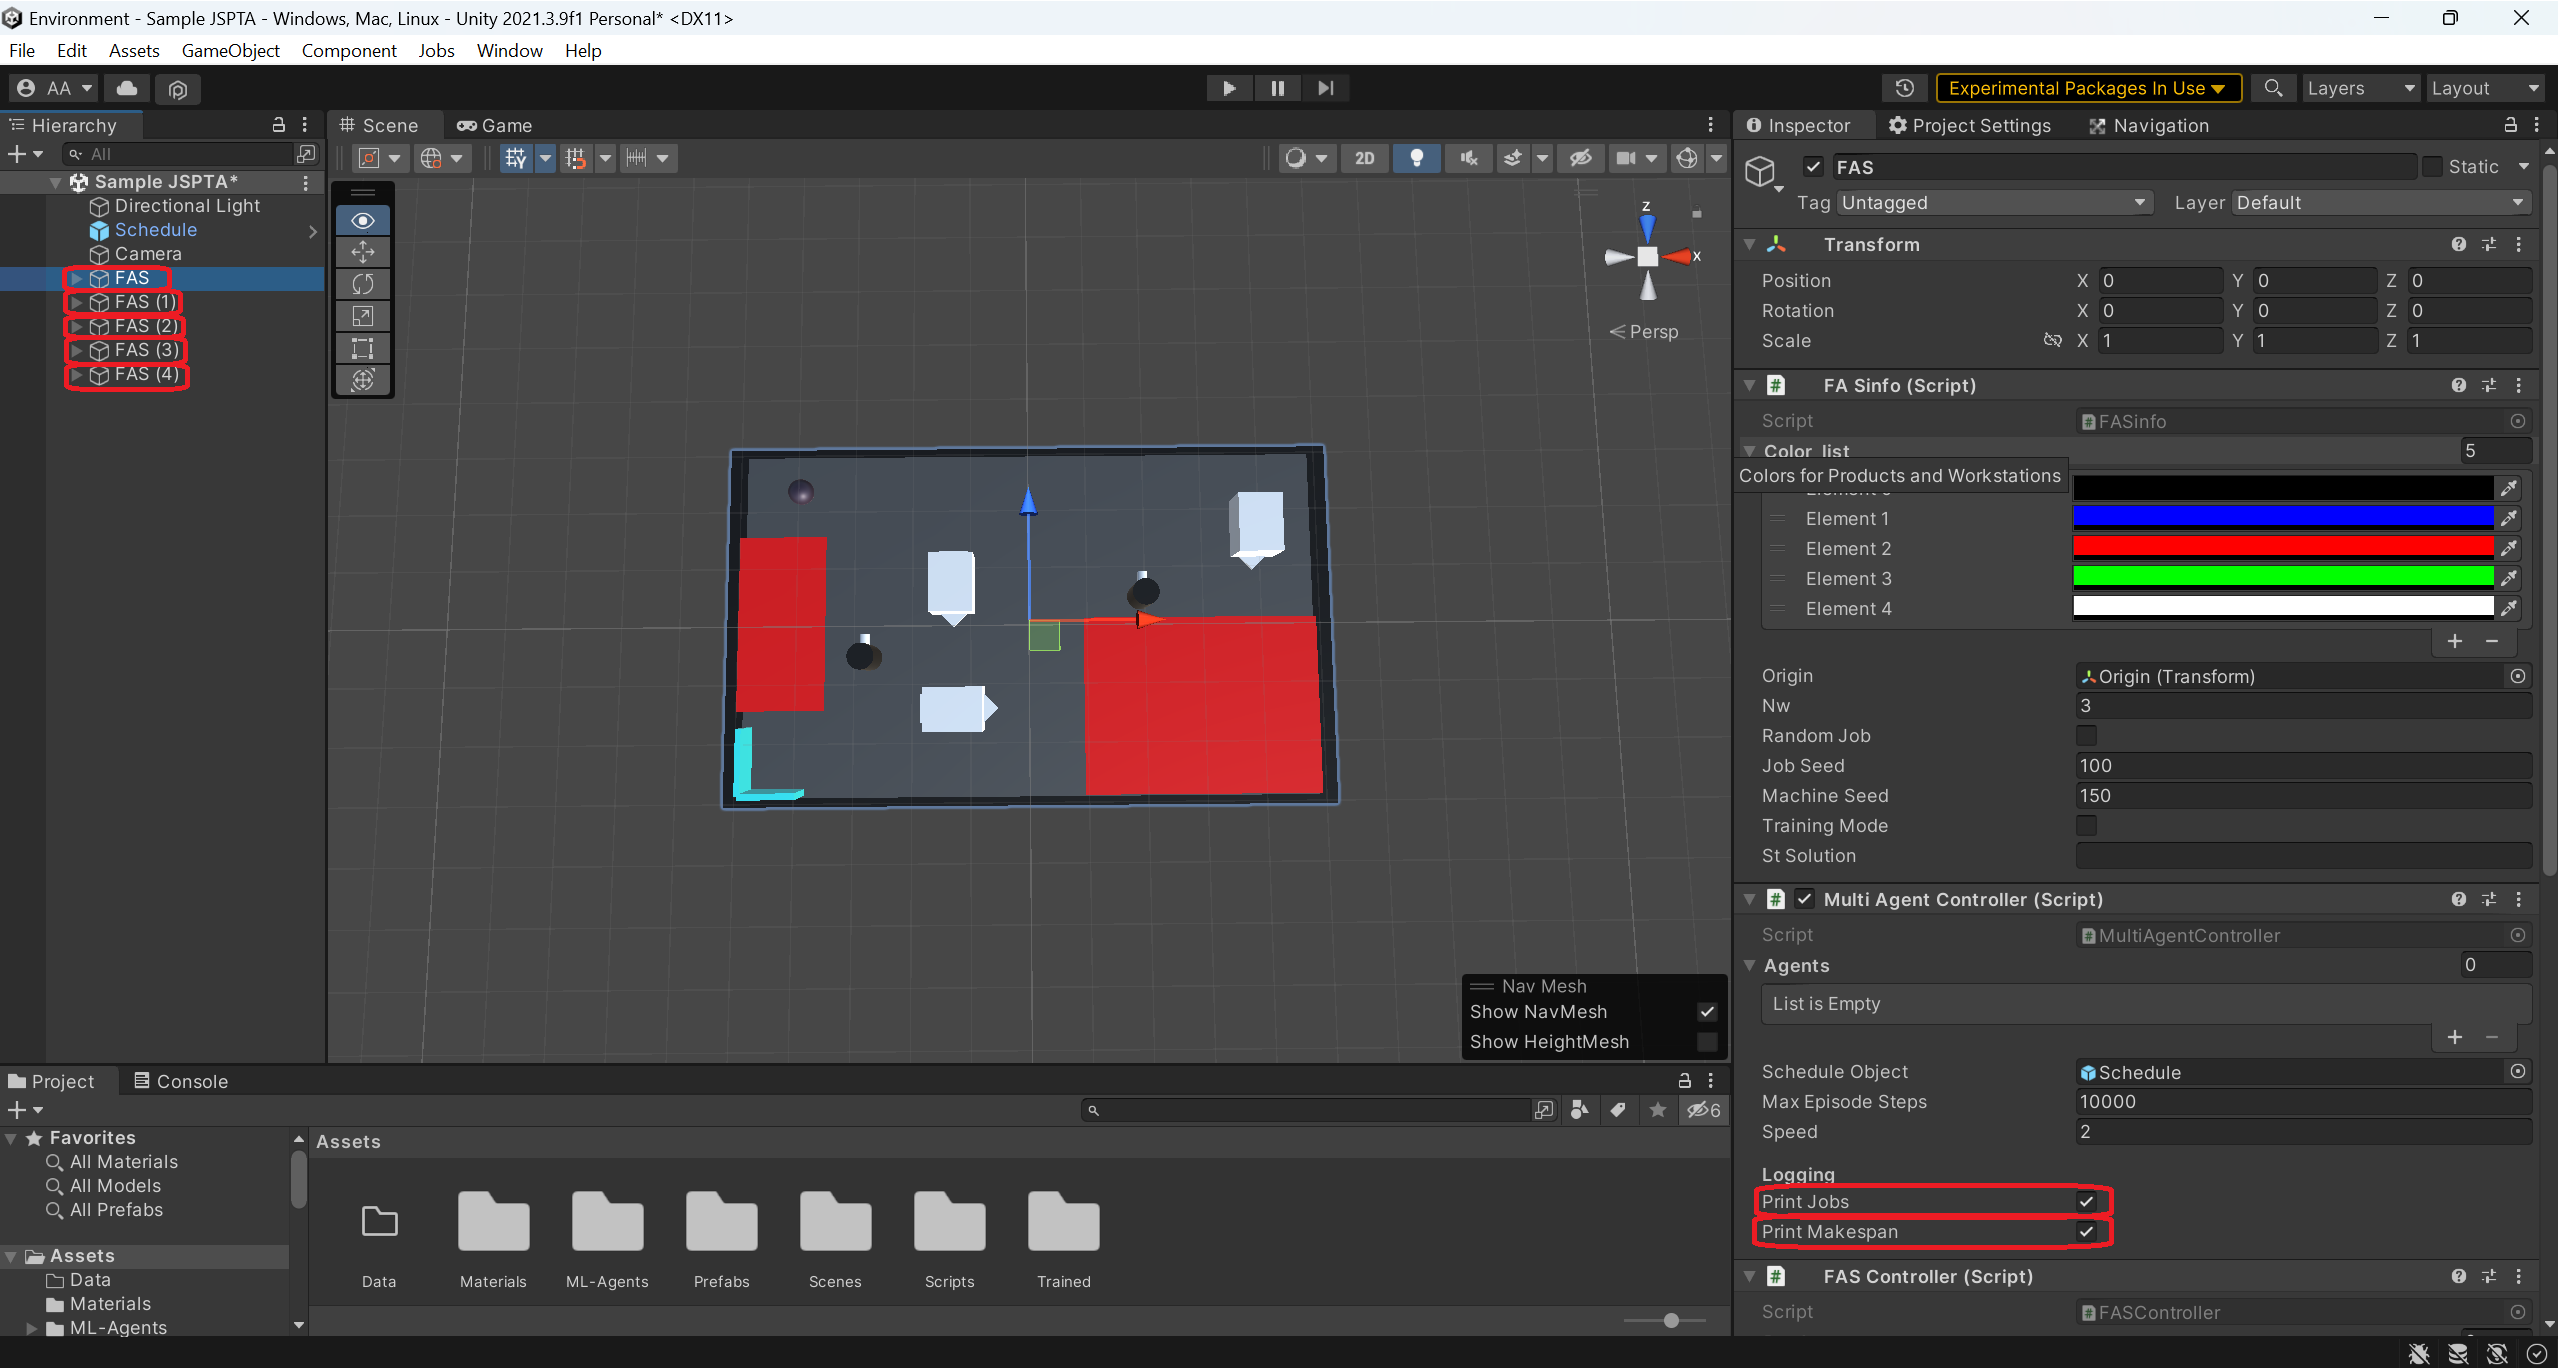 Environment - Sample JSPTA - Windows, Mac, Linux - Unity 2021.3.9f1 Personal* <DX11>
File Edit Assets GameObject Component Jobs Window Help
AA
Experimental Packages In Use
Layers
Layout
Hierarchy
All
Sample JSPTA*
Directional Light
Schedule
Camera
FAS
FAS (1)
FAS (2)
FAS (3)
FAS (4)
Scene
Game
2D
z
x
Persp
Nav Mesh
Show NavMesh
Show HeightMesh
Inspector
Project Settings
Navigation
FAS
Static
Tag Untagged
Layer Default
Transform
Position X 0 Y 0 Z 0
Rotation X 0 Y 0 Z 0
Scale X 1 Y 1 Z 1
FA Sinfo (Script)
Script FASinfo
Color list 5
Colors for Products and Workstations
Element 1
Element 2
Element 3
Element 4
Origin Origin (Transform)
Nw 3
Random Job
Job Seed 100
Machine Seed 150
Training Mode
St Solution
Multi Agent Controller (Script)
Script MultiAgentController
Agents 0
List is Empty
Schedule Object Schedule
Max Episode Steps 10000
Speed 2
Logging
Print Jobs
Print Makespan
FAS Controller (Script)
Script FASController
Project
Console
6
Favorites
All Materials
All Models
All Prefabs
Assets
Data
Materials
ML-Agents
Assets
Data
Materials
ML-Agents
Prefabs
Scenes
Scripts
Trained